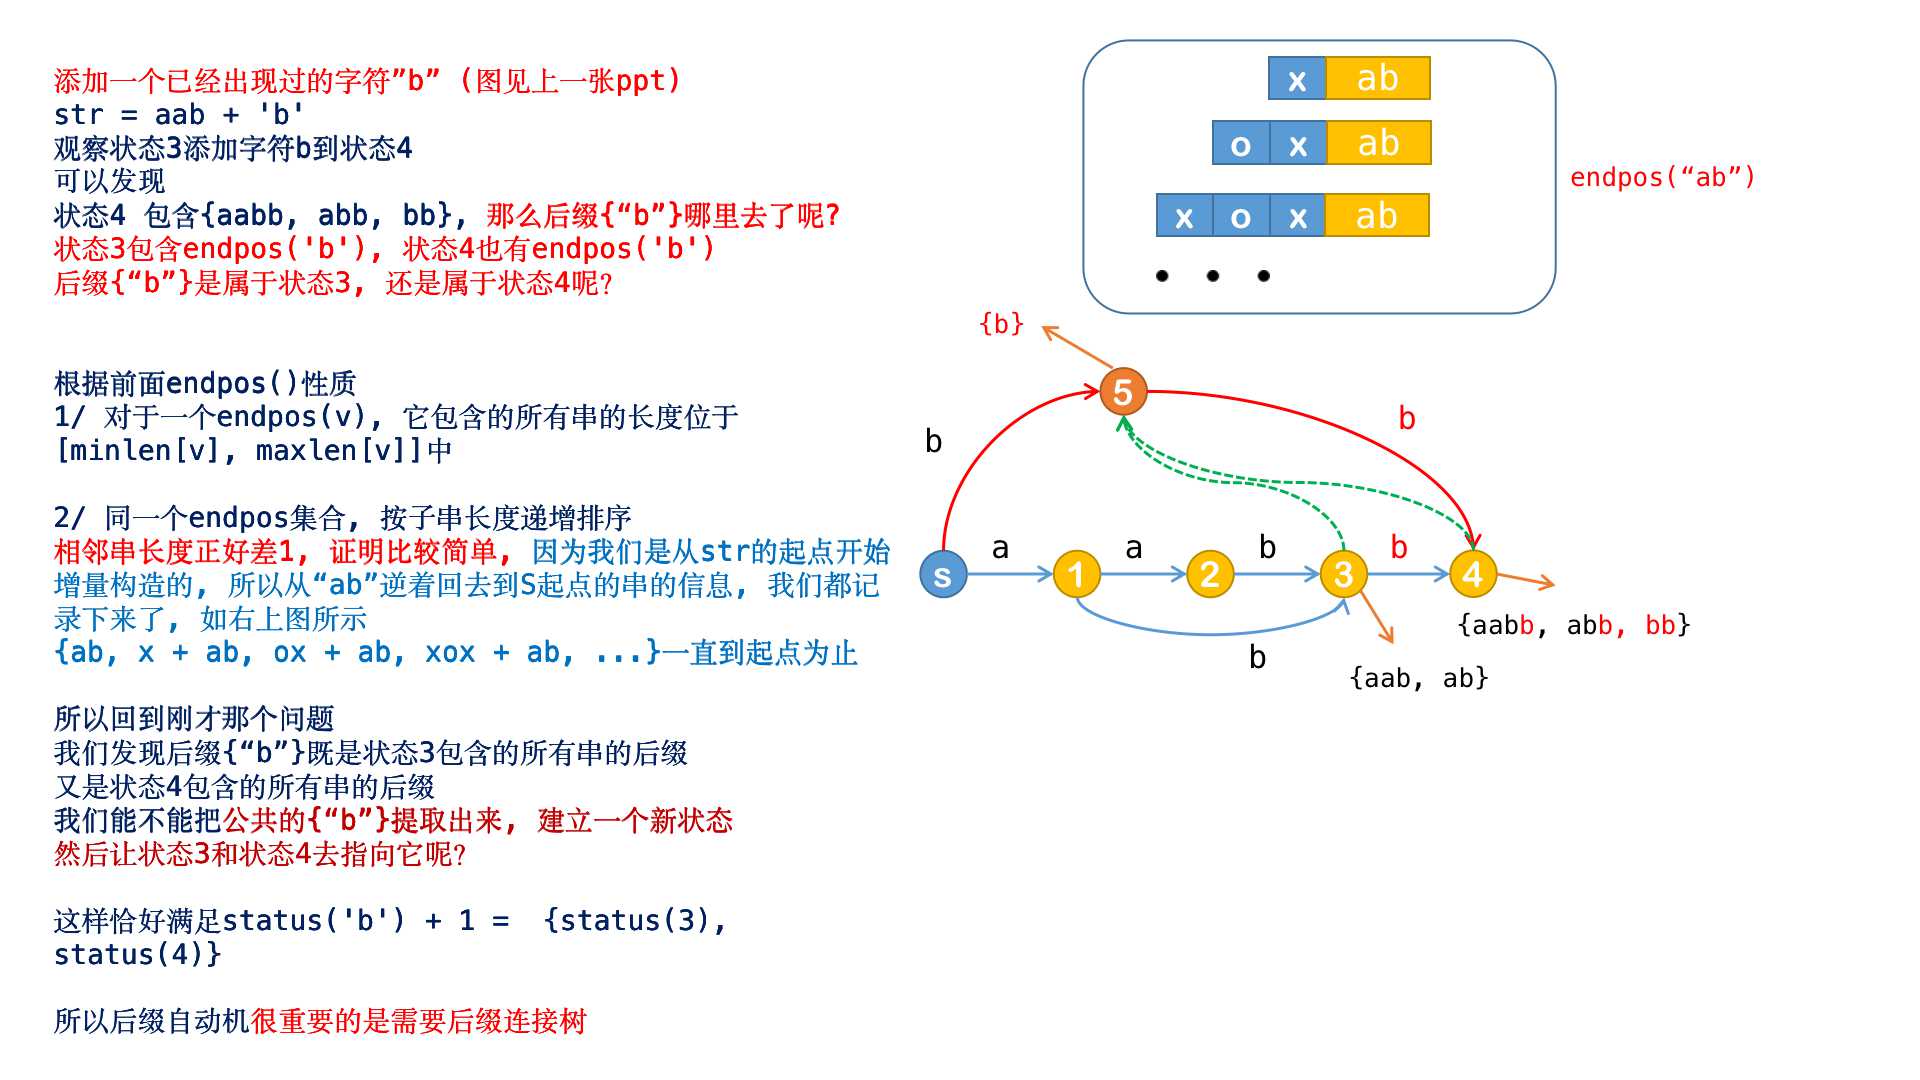 添加一个已经出现过的字符”b” (图见上一张ppt)
str = aab + 'b'
观察状态3添加字符b到状态4
可以发现
状态4 包含{aabb, abb, bb}, 那么后缀{“b”}哪里去了呢?
状态3包含endpos('b'), 状态4也有endpos('b')
后缀{“b”}是属于状态3, 还是属于状态4呢?
根据前面endpos()性质
1/ 对于一个endpos(v), 它包含的所有串的长度位于
[minlen[v], maxlen[v]]中
2/ 同一个endpos集合, 按子串长度递增排序
相邻串长度正好差1, 证明比较简单, 因为我们是从str的起点开始
增量构造的, 所以从“ab”逆着回去到S起点的串的信息, 我们都记
录下来了, 如右上图所示
{ab, x + ab, ox + ab, xox + ab, ...}一直到起点为止
所以回到刚才那个问题
我们发现后缀{“b”}既是状态3包含的所有串的后缀
又是状态4包含的所有串的后缀
我们能不能把公共的{“b”}提取出来, 建立一个新状态
然后让状态3和状态4去指向它呢?
这样恰好满足status('b') + 1 = {status(3),
status(4)}
所以后缀自动机很重要的是需要后缀连接树
x ab
o x ab
x o x ab
• • •
endpos(“ab”)
{b}
5
b
b
a
a
b
b
s
1
2
3
4
b
{aabb, abb, bb}
{aab, ab}